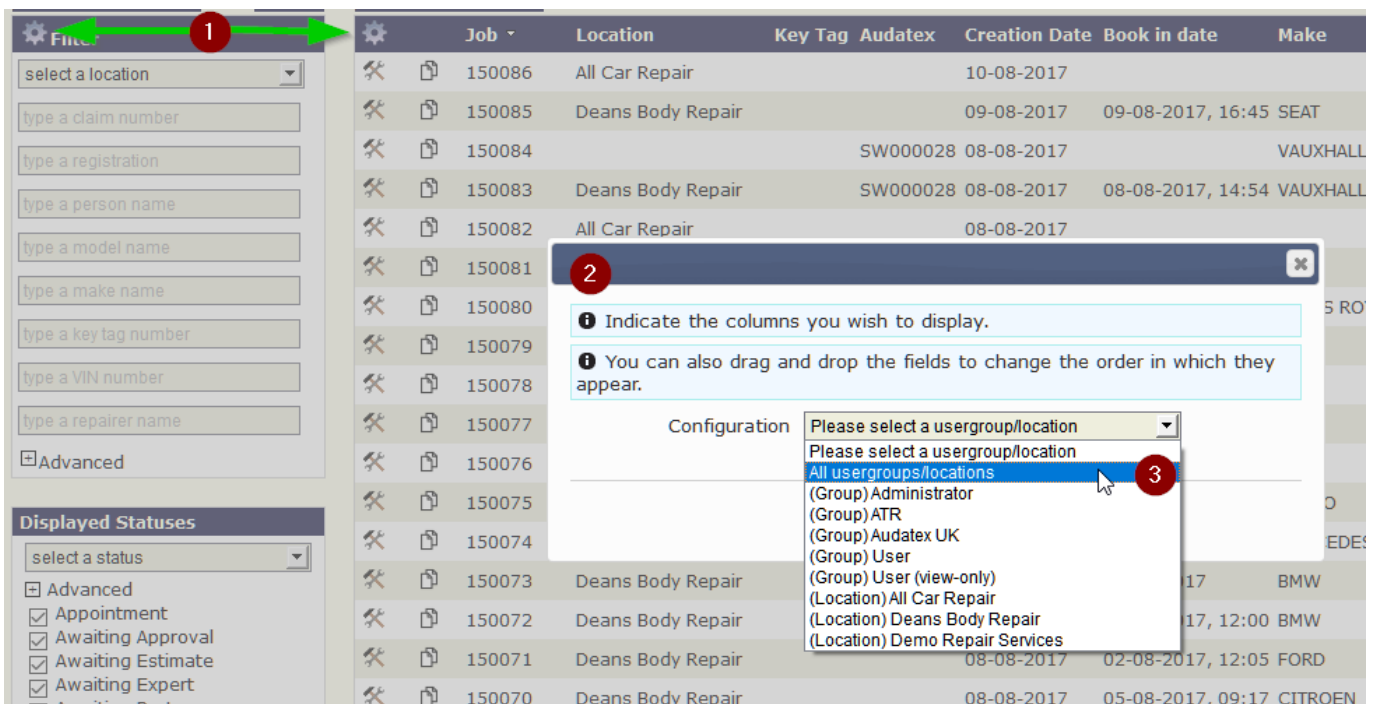 Filter
1
select a location
type a claim number
type a registration
type a person name
type a model name
type a make name
type a key tag number
type a VIN number
type a repairer name
Advanced
Displayed Statuses
select a status
Advanced
Appointment
Awaiting Approval
Awaiting Estimate
Awaiting Expert
Job Location Key Tag Audatex Creation Date Book in date Make
150086 All Car Repair 10-08-2017
150085 Deans Body Repair 09-08-2017 09-08-2017, 16:45 SEAT
150084 SW000028 08-08-2017 VAUXHALL
150083 Deans Body Repair SW000028 08-08-2017 08-08-2017, 14:54 VAUXHALL
150082 All Car Repair 08-08-2017
150081
150080 S RO
150079
150078
150077
150076
150075 O
150074 EDES
150073 Deans Body Repair 17 BMW
150072 Deans Body Repair 17, 12:00 BMW
150071 Deans Body Repair 08-08-2017 02-08-2017, 12:05 FORD
150070 Deans Body Repair 08-08-2017 05-08-2017, 09:17 CITROEN
2
Indicate the columns you wish to display.
You can also drag and drop the fields to change the order in which they
appear.
Configuration Please select a usergroup/location
Please select a usergroup/location
All usergroups/locations
3
(Group) Administrator
(Group) ATR
(Group) Audatex UK
(Group) User
(Group) User (view-only)
(Location) All Car Repair
(Location) Deans Body Repair
(Location) Demo Repair Services